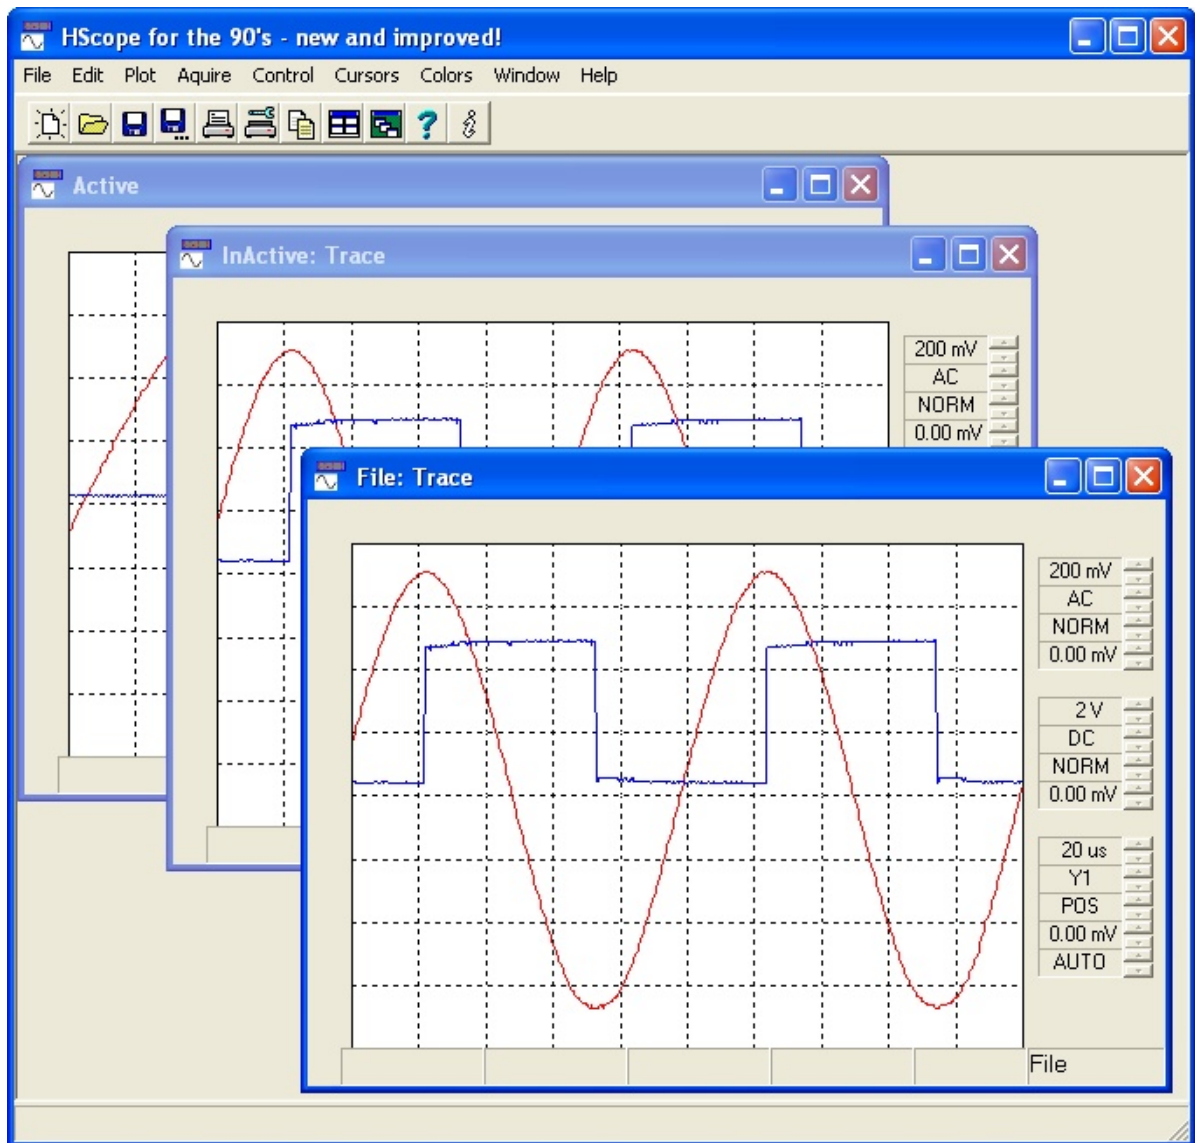 HScope for the 90's - new and improved!
File Edit Plot Aquire Control Cursors Colors Window Help
Active
InActive: Trace
200 mV
AC
NORM
0.00 mV
File: Trace
200 mV
AC
NORM
0.00 mV
2 V
DC
NORM
0.00 mV
20 us
Y1
POS
0.00 mV
AUTO
File